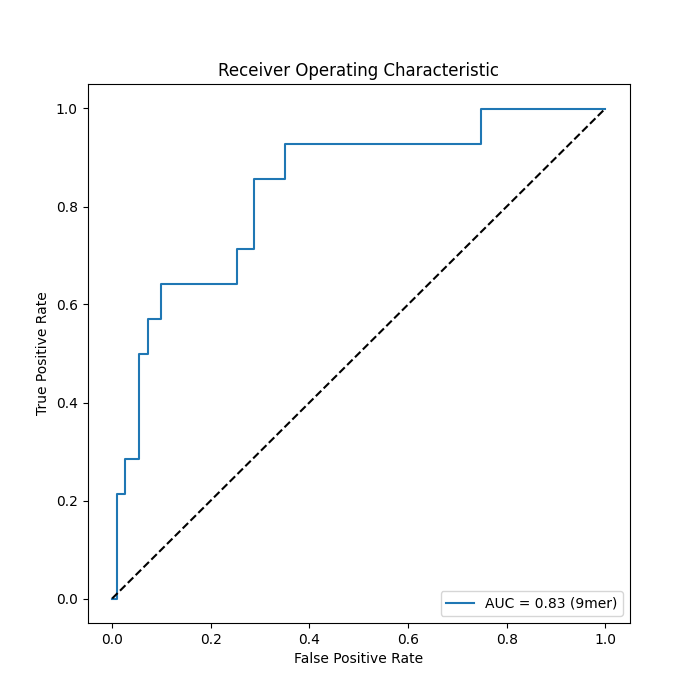 Receiver Operating Characteristic
True Positive Rate
1.0
0.8
0.6
0.4
0.2
0.0
AUC = 0.83 (9mer)
0.0 0.2 0.4 0.6 0.8 1.0
False Positive Rate